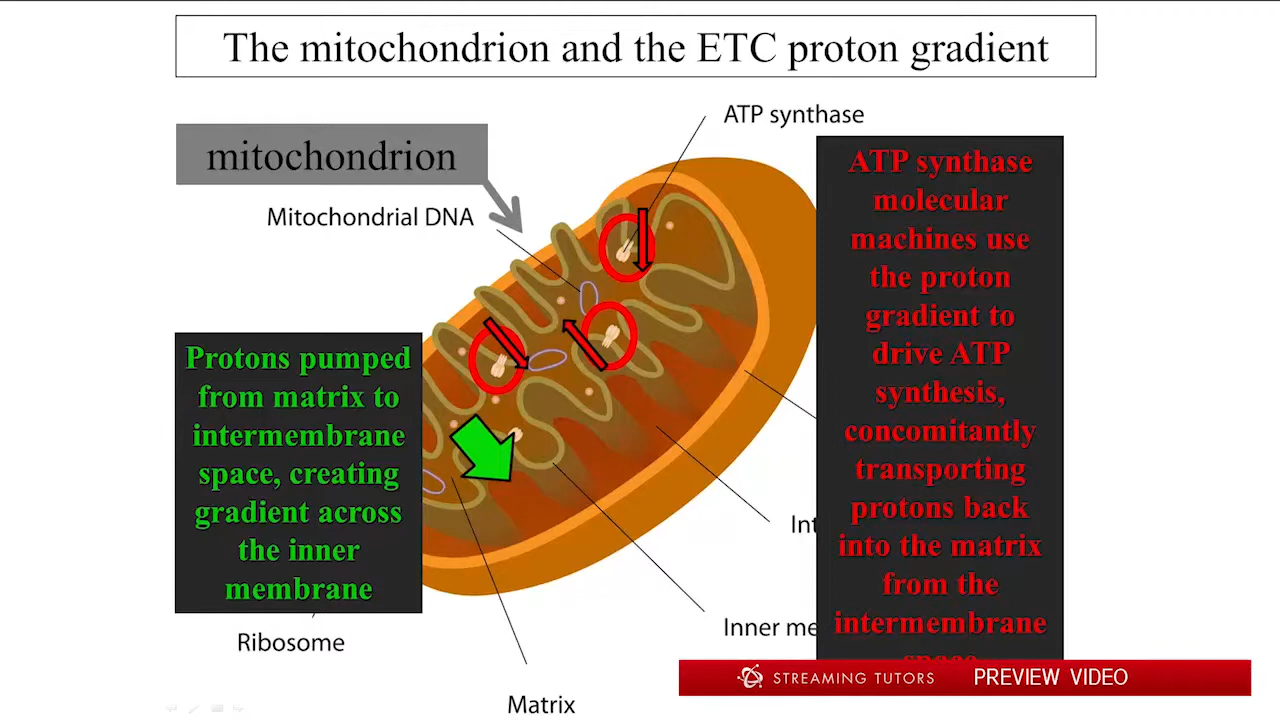 The mitochondrion and the ETC proton gradient
ATP synthase
mitochondrion
Mitochondrial DNA
Protons pumped
from matrix to
intermembrane
space, creating
gradient across
the inner
membrane
ATP synthase
molecular
machines use
the proton
gradient to
drive ATP
synthesis,
concomitantly
transporting
protons back
into the matrix
from the
intermembrane
Inner
Ribosome
Matrix
STREAMING TUTORS PREVIEW VIDEO